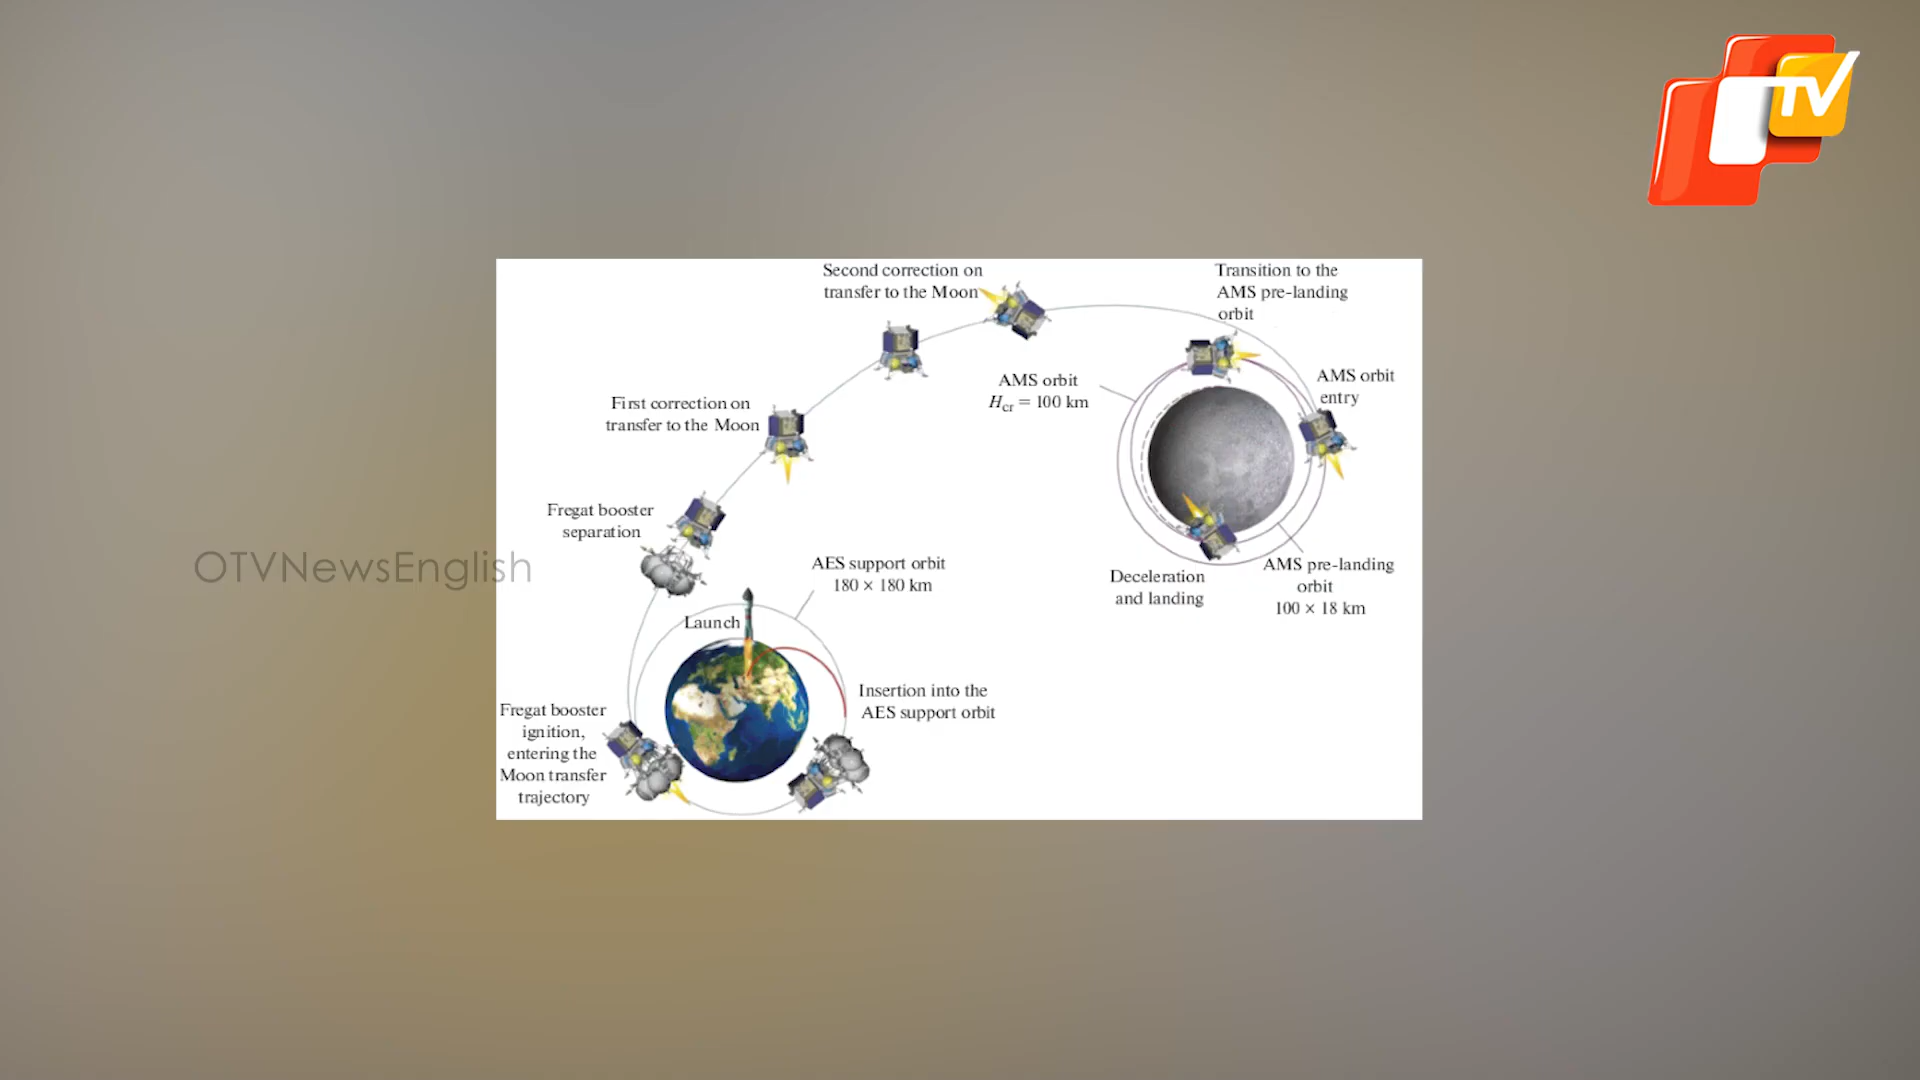 TV
Second correction on
transfer to the Moon
Transition to the
AMS pre-landing
orbit
AMS orbit
H_cr = 100 km
AMS orbit
entry
First correction on
transfer to the Moon
Fregat booster
separation
OTVNewsEnglish
AES support orbit
180 × 180 km
Deceleration
and landing
AMS pre-landing
orbit
100 × 18 km
Launch
Insertion into the
AES support orbit
Fregat booster
ignition,
entering the
Moon transfer
trajectory